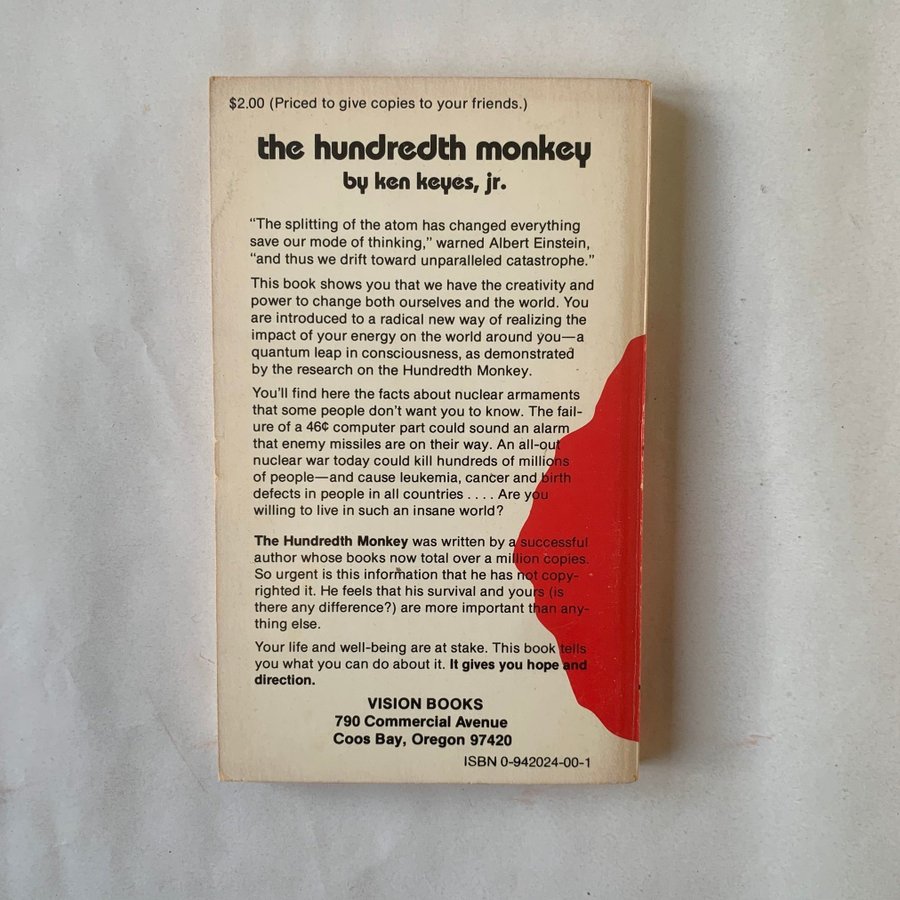 $2.00 (Priced to give copies to your friends.)
the hundredth monkey
by ken keyes, jr.
“The splitting of the atom has changed everything
save our mode of thinking,” warned Albert Einstein,
“and thus we drift toward unparalleled catastrophe.”
This book shows you that we have the creativity and
power to change both ourselves and the world. You
are introduced to a radical new way of realizing the
impact of your energy on the world around you—a
quantum leap in consciousness, as demonstrated
by the research on the Hundredth Monkey.
You’ll find here the facts about nuclear armaments
that some people don’t want you to know. The fail-
ure of a 46¢ computer part could sound an alarm
that enemy missiles are on their way. An all-out
nuclear war today could kill hundreds of millions
of people—and cause leukemia, cancer and birth
defects in people in all countries . . . . Are you
willing to live in such an insane world?
The Hundredth Monkey was written by a successful
author whose books now total over a million copies.
So urgent is this information that he has not copy-
righted it. He feels that his survival and yours (is
there any difference?) are more important than any-
thing else.
Your life and well-being are at stake. This book tells
you what you can do about it. It gives you hope and
direction.
VISION BOOKS
790 Commercial Avenue
Coos Bay, Oregon 97420
ISBN 0-942024-00-1